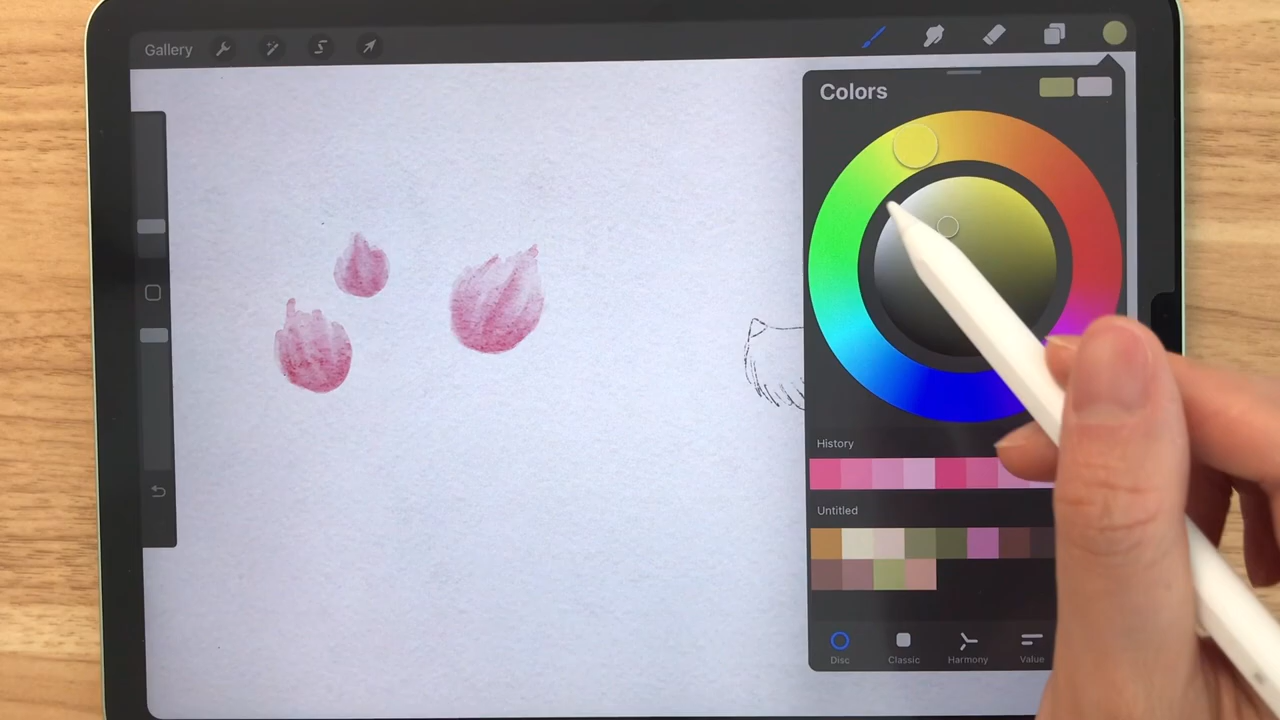 Gallery
Colors
History
Untitled
Disc
Classic
Harmony
Value